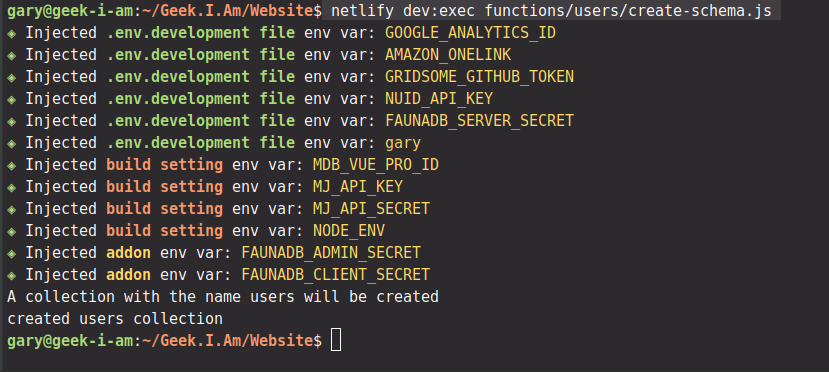 gary@geek-i-am:~/Geek.I.Am/Website$ netlify dev:exec functions/users/create-schema.js
◈ Injected .env.development file env var: GOOGLE_ANALYTICS_ID
◈ Injected .env.development file env var: AMAZON_ONELINK
◈ Injected .env.development file env var: GRIDSOME_GITHUB_TOKEN
◈ Injected .env.development file env var: NUID_API_KEY
◈ Injected .env.development file env var: FAUNADB_SERVER_SECRET
◈ Injected .env.development file env var: gary
◈ Injected build setting env var: MDB_VUE_PRO_ID
◈ Injected build setting env var: MJ_API_KEY
◈ Injected build setting env var: MJ_API_SECRET
◈ Injected build setting env var: NODE_ENV
◈ Injected addon env var: FAUNADB_ADMIN_SECRET
◈ Injected addon env var: FAUNADB_CLIENT_SECRET
A collection with the name users will be created
created users collection
gary@geek-i-am:~/Geek.I.Am/Website$